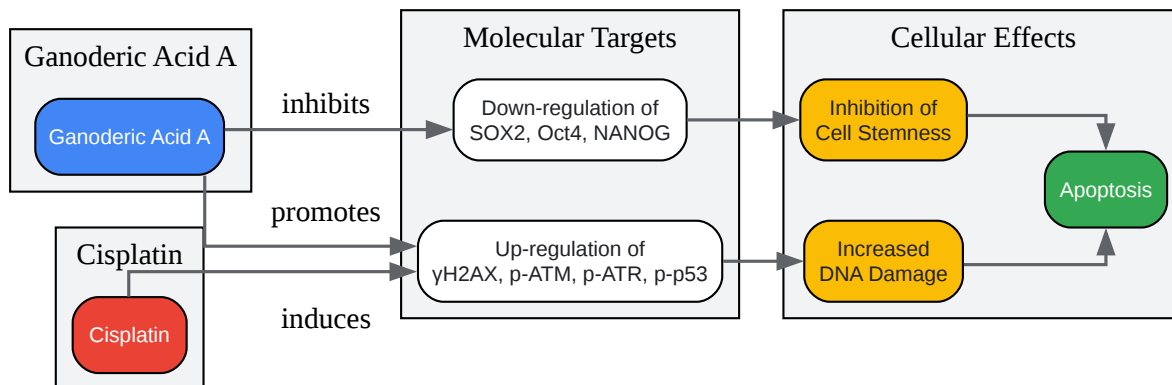 Ganoderic Acid A
Ganoderic Acid A
inhibits
promotes
Cisplatin
Cisplatin
induces
Molecular Targets
Down-regulation of
SOX2, Oct4, NANOG
Up-regulation of
γH2AX, p-ATM, p-ATR, p-p53
Cellular Effects
Inhibition of
Cell Stemness
Increased
DNA Damage
Apoptosis